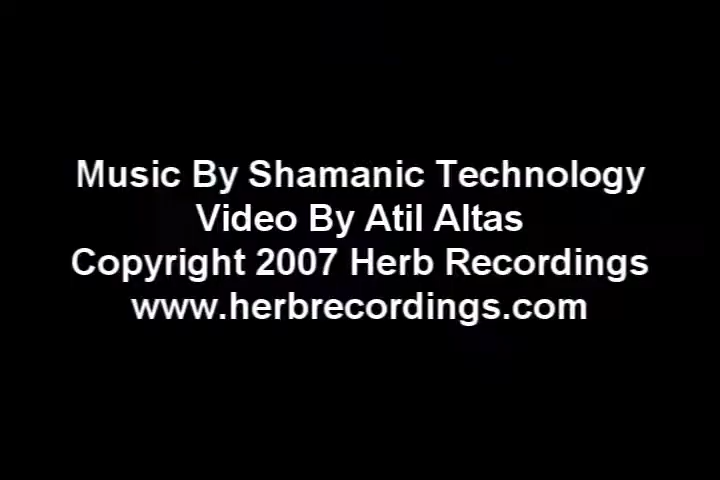 Music By Shamanic Technology
Video By Atil Altas
Copyright 2007 Herb Recordings
www.herbrecordings.com